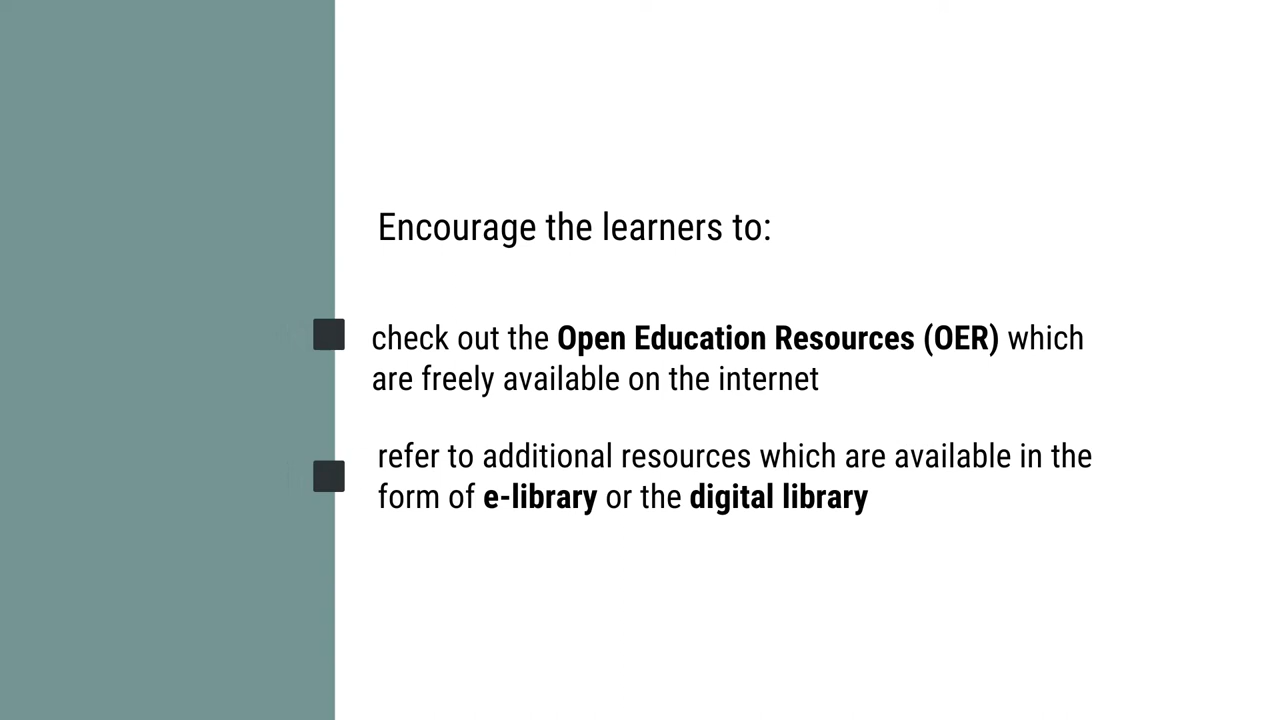 Encourage the learners to:
check out the Open Education Resources (OER) which
are freely available on the internet
refer to additional resources which are available in the
form of e-library or the digital library